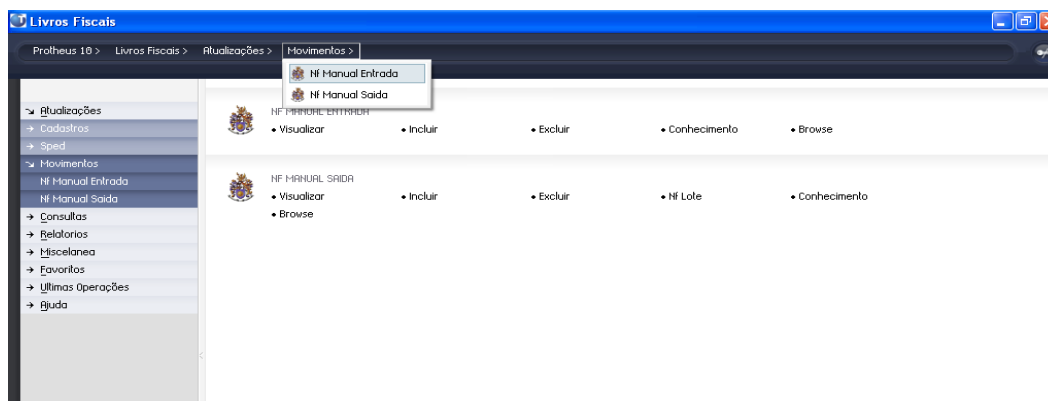 Livros Fiscais
Protheus 10 > Livros Fiscais > Atualizações > Movimentos >
Nf Manual Entrada
Nf Manual Saida
Atualizações
Cadastros
Sped
Movimentos
Nf Manual Entrada
Nf Manual Saida
Consultas
Relatorios
Miscelanea
Favoritos
Ultimas Operações
Ajuda
NF MANUAL ENTRADA
Visualizar Incluir Excluir Conhecimento Browse
NF MANUAL SAIDA
Visualizar Incluir Excluir Nf Lote Conhecimento
Browse